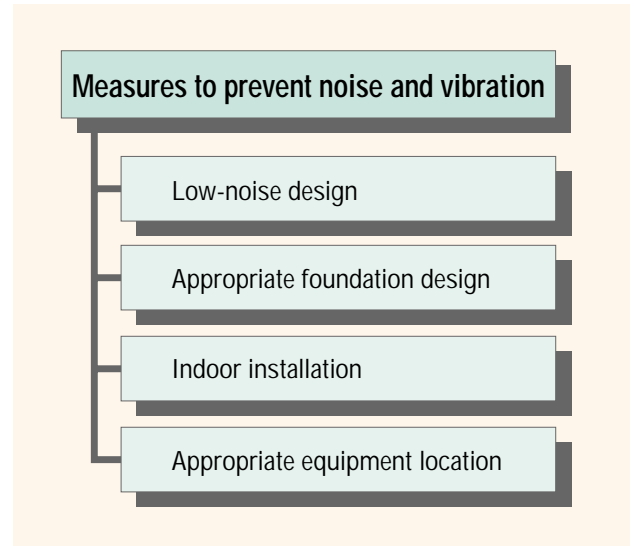 Measures to prevent noise and vibration
Low-noise design
Appropriate foundation design
Indoor installation
Appropriate equipment location